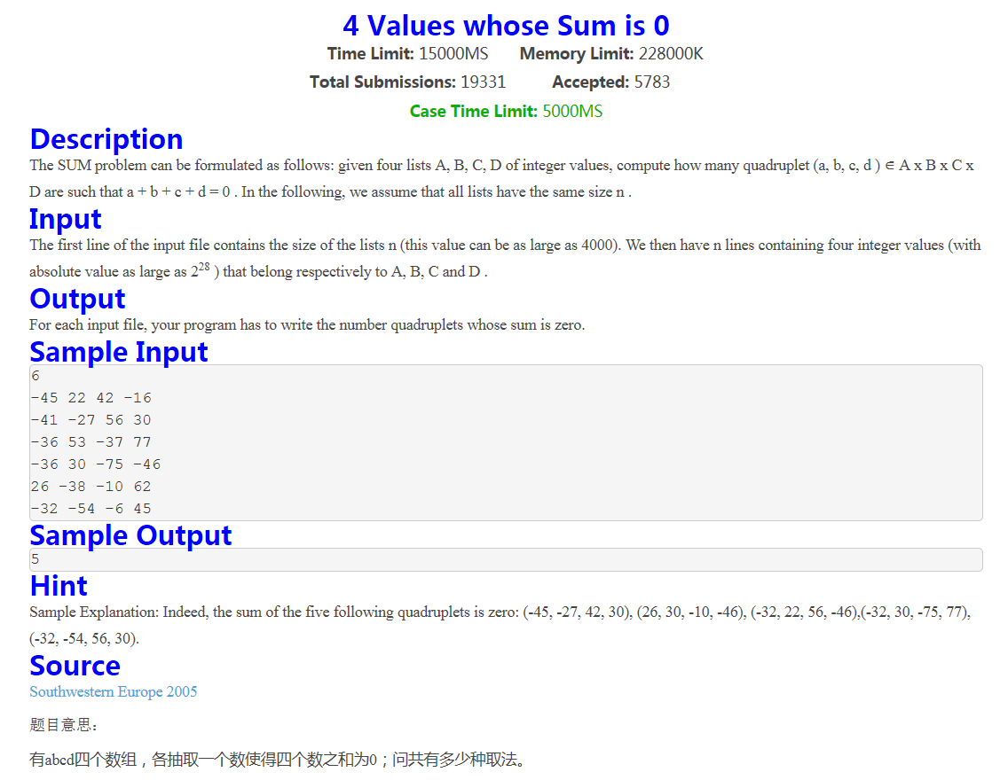 4 Values whose Sum is 0
Time Limit: 15000MS Memory Limit: 228000K
Total Submissions: 19331 Accepted: 5783
Case Time Limit: 5000MS
Description
The SUM problem can be formulated as follows: given four lists A, B, C, D of integer values, compute how many quadruplet (a, b, c, d ) ∈ A x B x C x
D are such that a + b + c + d = 0 . In the following, we assume that all lists have the same size n .
Input
The first line of the input file contains the size of the lists n (this value can be as large as 4000). We then have n lines containing four integer values (with
absolute value as large as 2^28 ) that belong respectively to A, B, C and D .
Output
For each input file, your program has to write the number quadruplets whose sum is zero.
Sample Input
6
-45 22 42 -16
-41 -27 56 30
-36 53 -37 77
-36 30 -75 -46
26 -38 -10 62
-32 -54 -6 45
Sample Output
5
Hint
Sample Explanation: Indeed, the sum of the five following quadruplets is zero: (-45, -27, 42, 30), (26, 30, -10, -46), (-32, 22, 56, -46),(-32, 30, -75, 77),
(-32, -54, 56, 30).
Source
Southwestern Europe 2005
题目意思：
有abcd四个数组，各抽取一个数使得四个数之和为0；问共有多少种取法。